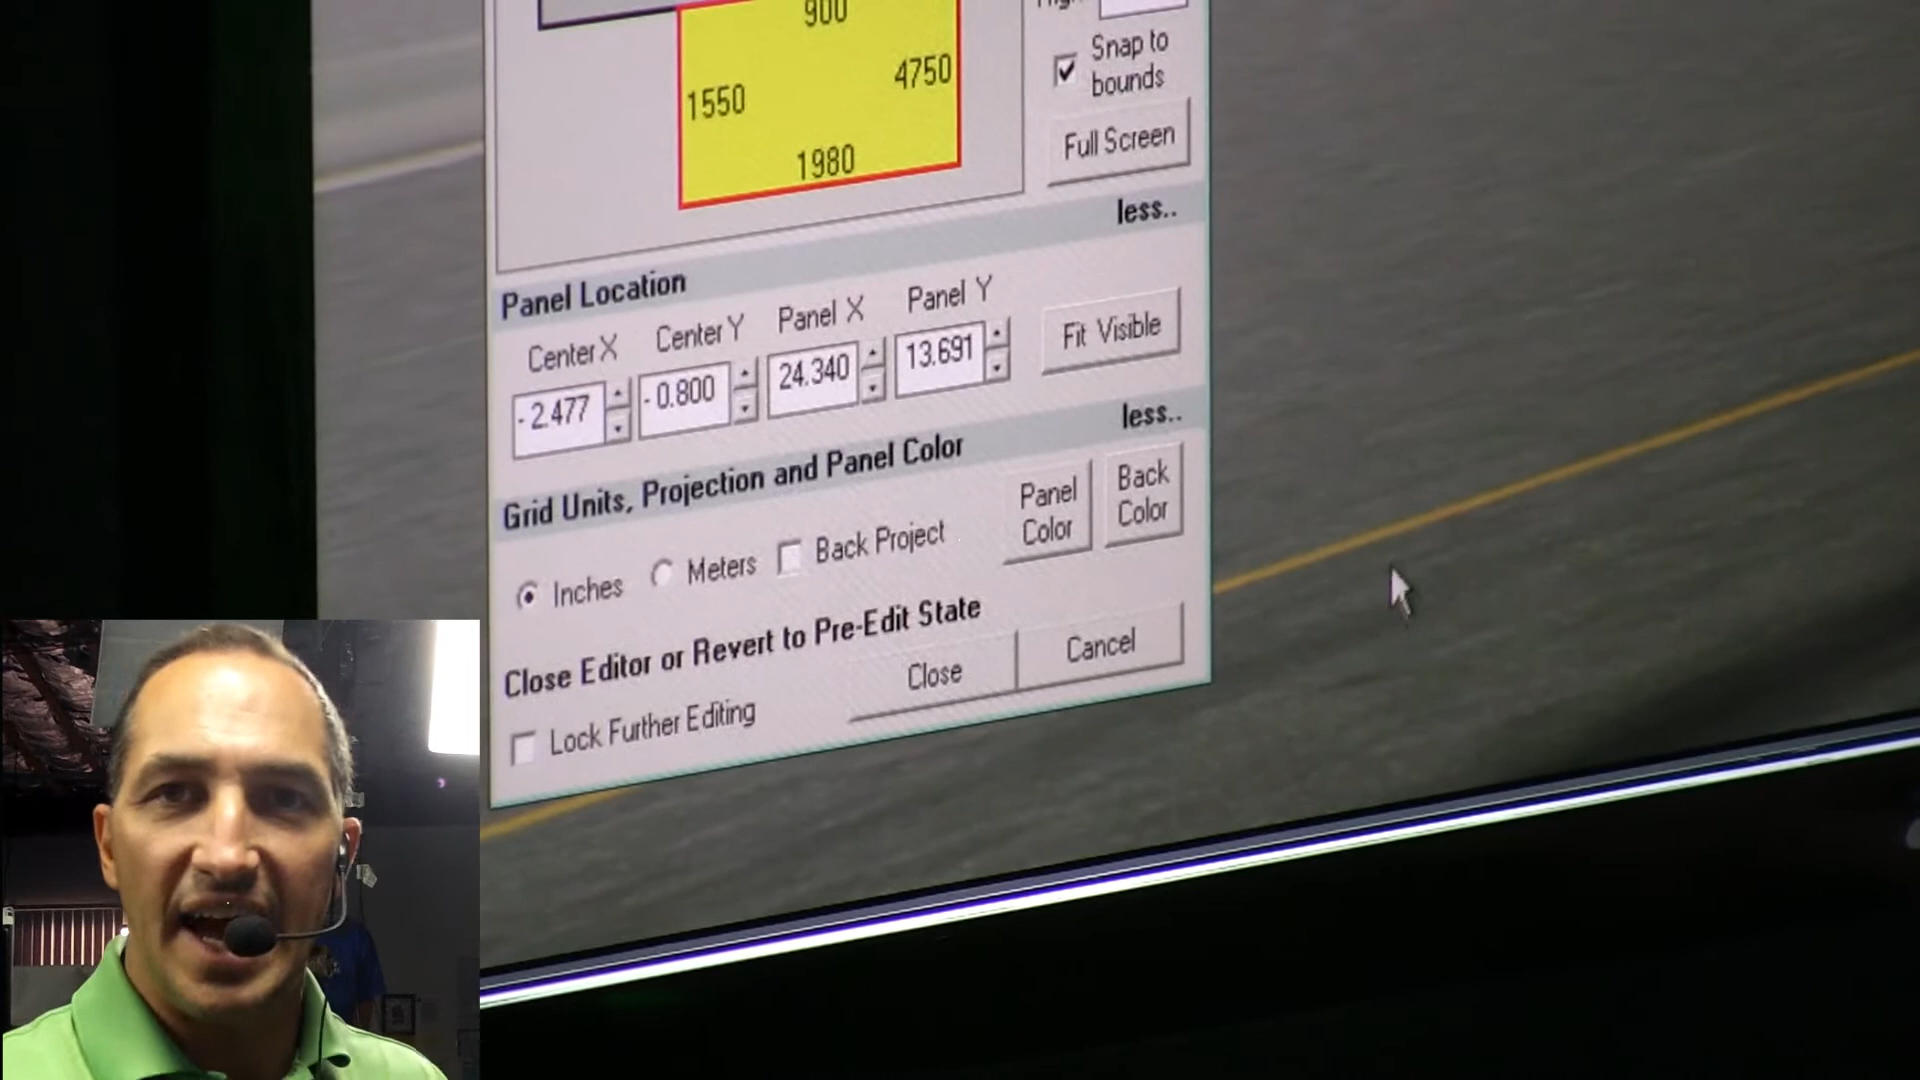 900
Snap to
bounds
1550
4750
1980
Full Screen
less..
Panel Location
Center X
Center Y
Panel X
Panel Y
- 2.477
- 0.800
24.340
13.691
Fit Visible
less..
Grid Units, Projection and Panel Color
Inches
Meters
Back Project
Panel
Color
Back
Color
Close Editor or Revert to Pre-Edit State
Lock Further Editing
Close
Cancel